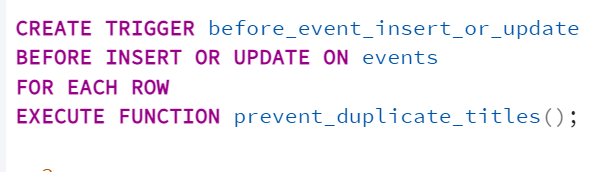 CREATE TRIGGER before_event_insert_or_update
BEFORE INSERT OR UPDATE ON events
FOR EACH ROW
EXECUTE FUNCTION prevent_duplicate_titles();